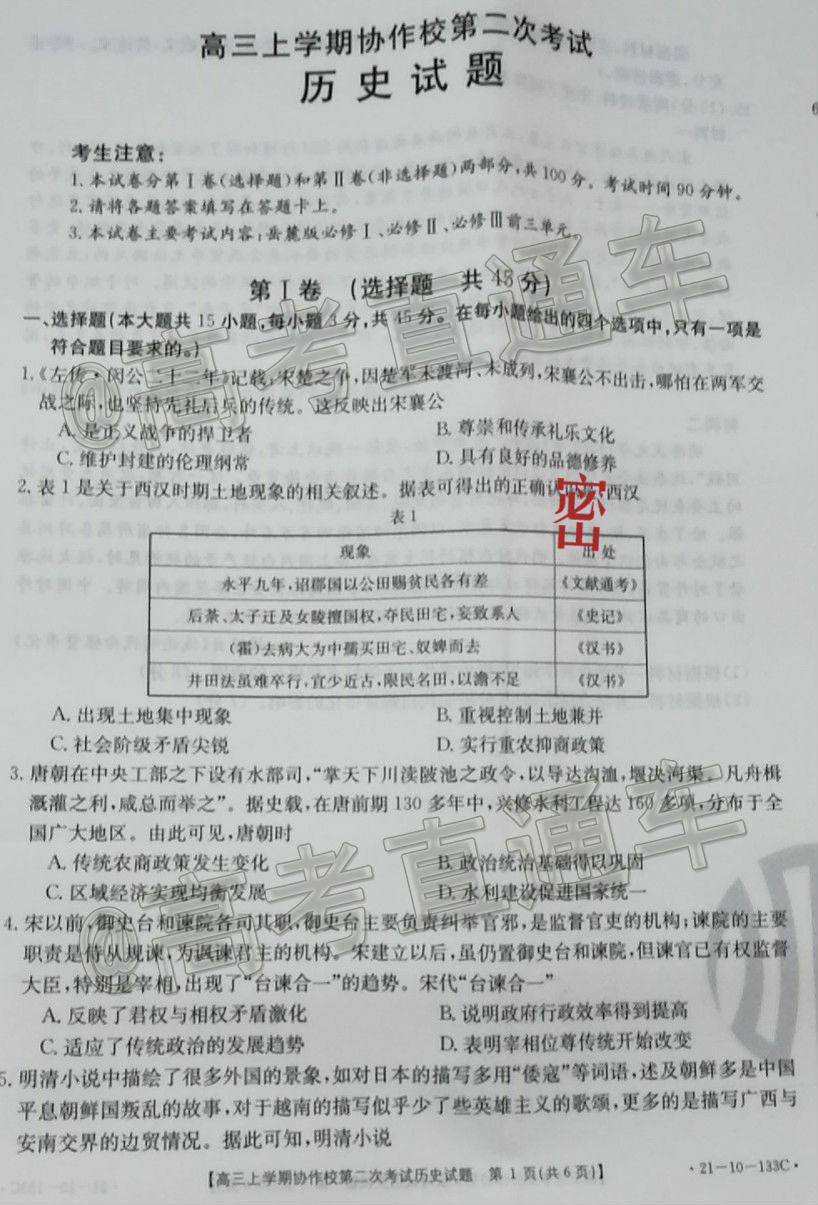 高三上学期协作校第二次考试
历史试题
考生注意:
1.本试卷分第Ⅰ卷(选择题)和第Ⅱ卷(非选择题)两部分,共100分。考试时间90分钟。
2.请将各题答案填写在答题卡上。
3.本试卷主要考试内容:岳麓版必修Ⅰ、必修Ⅱ、必修Ⅲ前三单元。
第Ⅰ卷 (选择题 共45分)
一、选择题(本大题共15小题,每小题3分,共45分。在每小题给出的四个选项中,只有一项是
符合题目要求的。)
1.《左传·闵公二十二年》记载:宋楚之争,因楚军未渡河、未成列,宋襄公不出击,哪怕在两军交
战之际,也坚持先礼后兵的传统。这反映出宋襄公
A.是正义战争的捍卫者 B.尊崇和传承礼乐文化
C.维护封建的伦理纲常 D.具有良好的品德修养
2.表1是关于西汉时期土地现象的相关叙述。据表可得出的正确认 西汉
密
表1
现象 出处
永平九年,诏郡国以公田赐贫民各有差 《文献通考》
后荼、太子迁及女陵擅国权,夺民田宅,妄致系人 《史记》
(霍)去病大为中孺买田宅、奴婢而去 《汉书》
井田法虽难卒行,宜少近古,限民名田,以澹不足 《汉书》
A.出现土地集中现象 B.重视控制土地兼并
C.社会阶级矛盾尖锐 D.实行重农抑商政策
3.唐朝在中央工部之下设有水部司,“掌天下川渎陂池之政令,以导达沟洫,堰决河渠。凡舟楫
溉灌之利,咸总而举之”。据史载,在唐前期130多年中,兴修水利工程达160多项,分布于全
国广大地区。由此可见,唐朝时
A.传统农商政策发生变化 B.政治统治基础得以巩固
C.区域经济实现均衡发展 D.水利建设促进国家统一
4.宋以前,御史台和谏院各司其职,御史台主要负责纠举官邪,是监督官吏的机构;谏院的主要
职责是侍从规谏,为讽谏君主的机构。宋建立以后,虽仍置御史台和谏院,但谏官已有权监督
大臣,特别是宰相,出现了“台谏合一”的趋势。宋代“台谏合一”
A.反映了君权与相权矛盾激化 B.说明政府行政效率得到提高
C.适应了传统政治的发展趋势 D.表明宰相位尊传统开始改变
5.明清小说中描绘了很多外国的景象,如对日本的描写多用“倭寇”等词语,述及朝鲜多是中国
平息朝鲜国叛乱的故事,对于越南的描写似乎少了些英雄主义的歌颂,更多的是描写广西与
安南交界的边贸情况。据此可知,明清小说
【高三上学期协作校第二次考试历史试题 第1页(共6页)】
·21-10-133C·
@高考直通车
@高考直通车